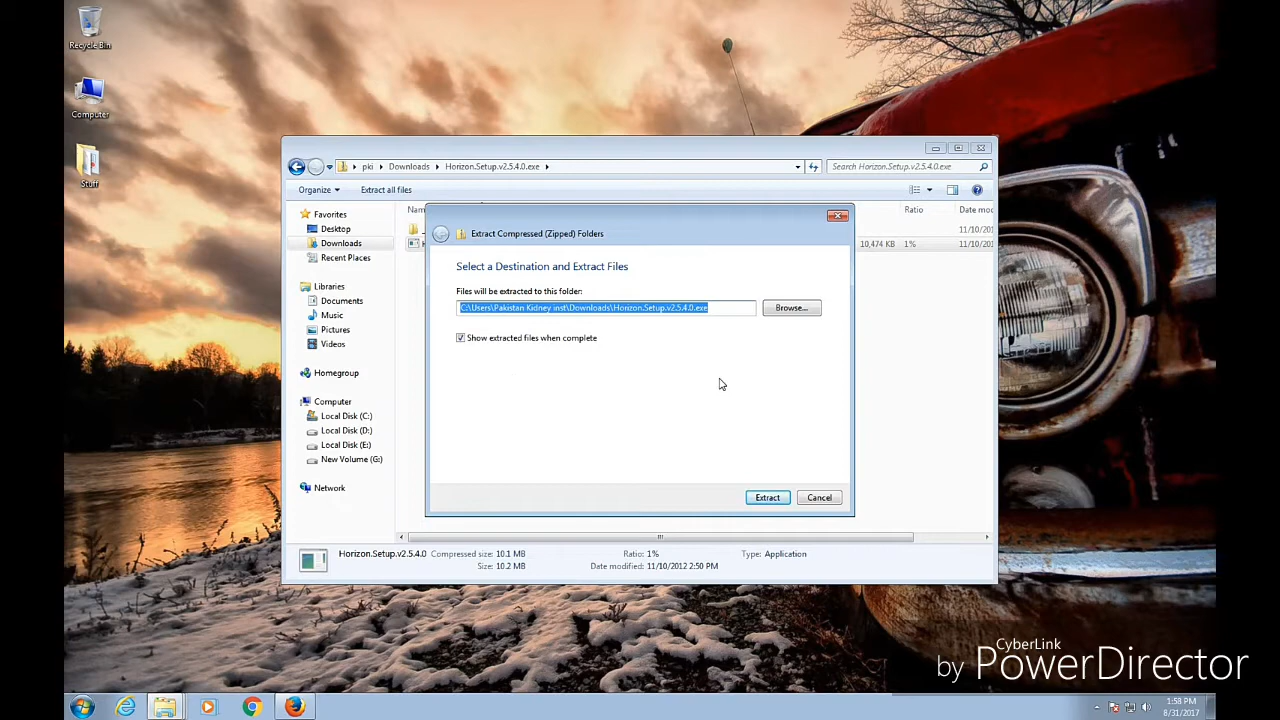 Recycle Bin
Computer
Stuff
pki
Downloads
Horizon.Setup.v2.5.4.0.exe
Search Horizon.Setup.v2.5.4.0.exe
Organize
Extract all files
Favorites
Desktop
Downloads
Recent Places
Libraries
Documents
Music
Pictures
Videos
Homegroup
Computer
Local Disk (C:)
Local Disk (D:)
Local Disk (E:)
New Volume (G:)
Network
Ratio
11/10/2012
10,474 KB
1%
11/10/2012
Extract Compressed (Zipped) Folders
Select a Destination and Extract Files
Files will be extracted to this folder:
C:\Users\Pakistan Kidney inst\Downloads\Horizon.Setup.v2.5.4.0.exe
Browse...
Show extracted files when complete
Extract
Cancel
Horizon.Setup.v2.5.4.0
Compressed size: 10.1 MB
Ratio: 1%
Type: Application
Size: 10.2 MB
Date modified: 11/10/2012 2:50 PM
CyberLink
by PowerDirector
1:58 PM
8/31/2017